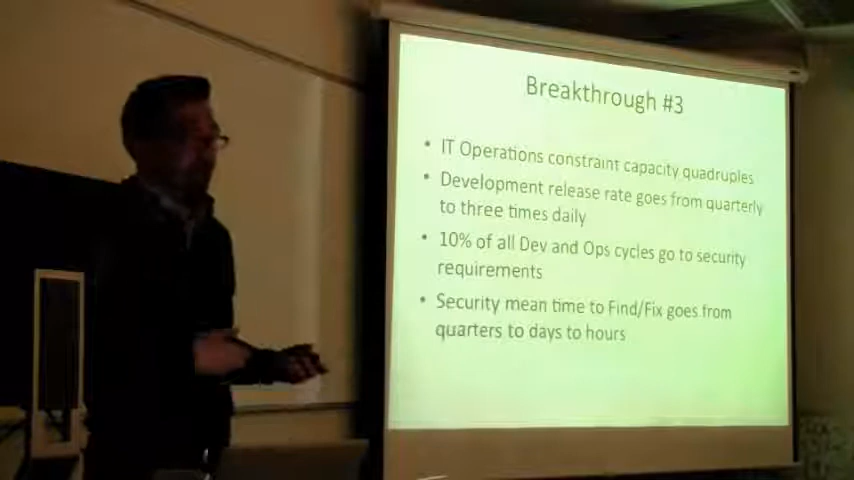 Breakthrough #3
• IT Operations constraint capacity quadruples
• Development release rate goes from quarterly
to three times daily
• 10% of all Dev and Ops cycles go to security
requirements
• Security mean time to Find/Fix goes from
quarters to days to hours